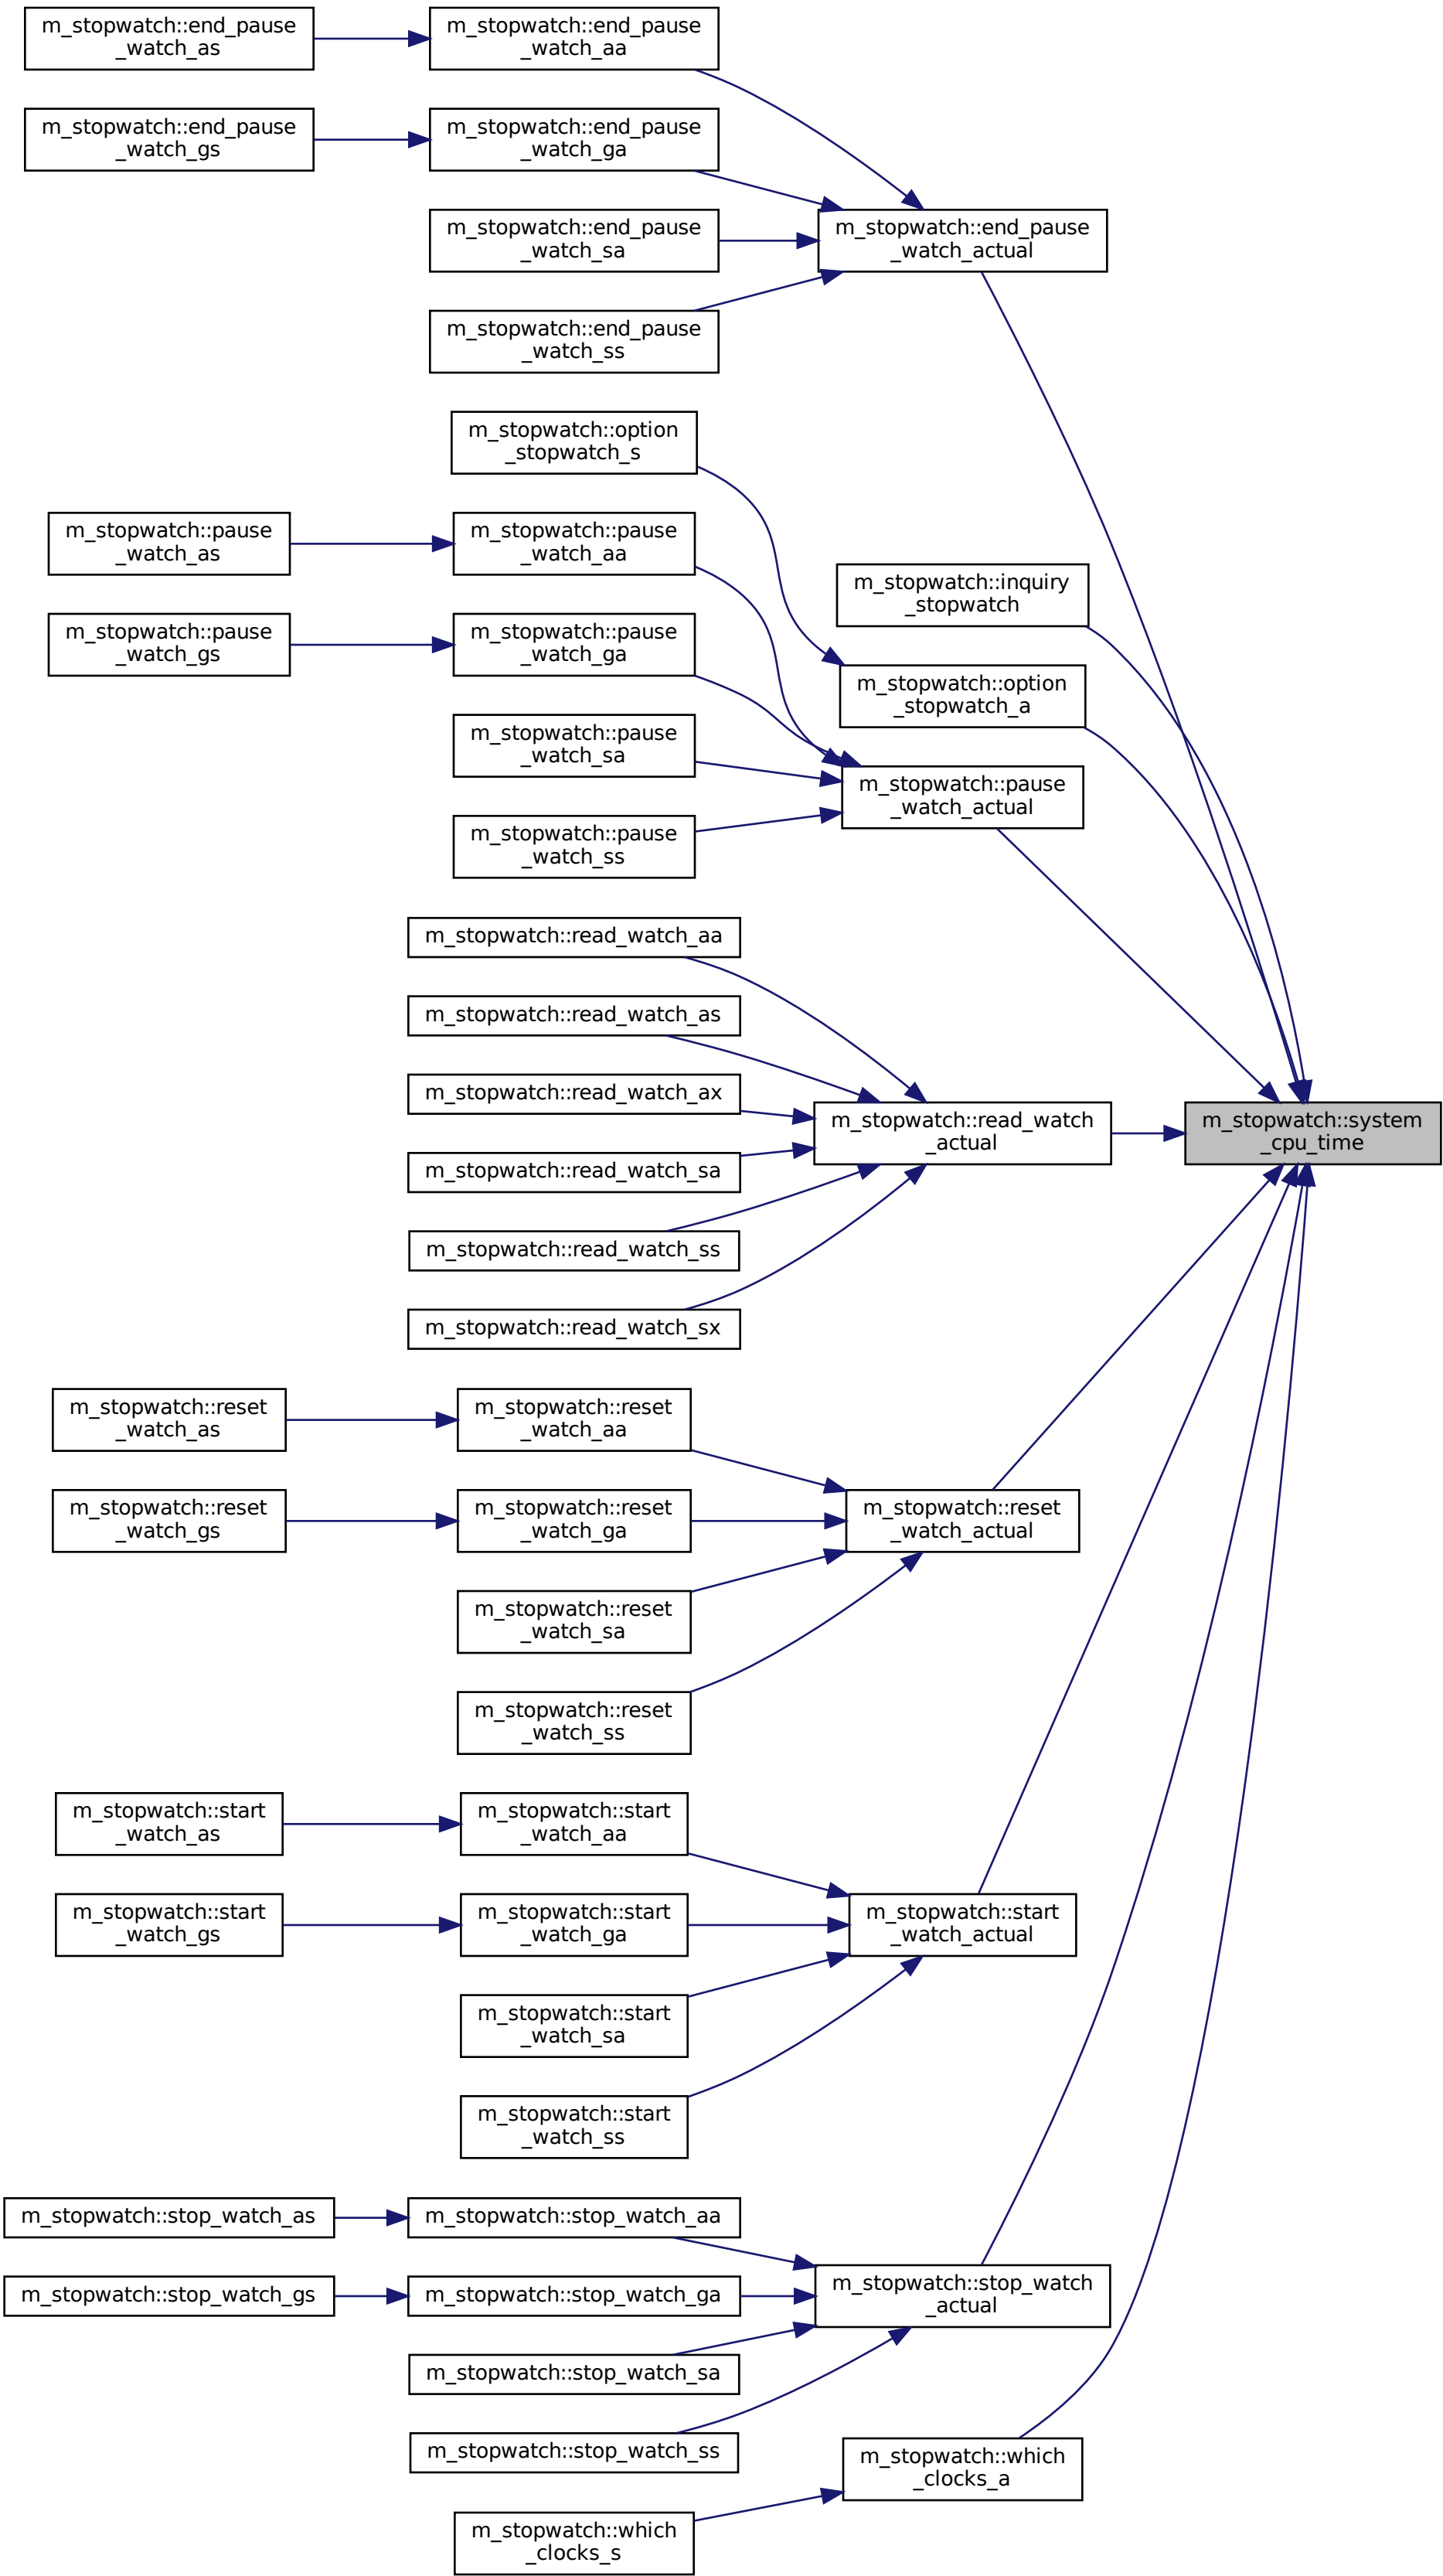 m_stopwatch::end_pause
_watch_as
m_stopwatch::end_pause
_watch_aa
m_stopwatch::end_pause
_watch_gs
m_stopwatch::end_pause
_watch_ga
m_stopwatch::end_pause
_watch_sa
m_stopwatch::end_pause
_watch_actual
m_stopwatch::end_pause
_watch_ss
m_stopwatch::option
_stopwatch_s
m_stopwatch::pause
_watch_as
m_stopwatch::pause
_watch_aa
m_stopwatch::inquiry
_stopwatch
m_stopwatch::pause
_watch_gs
m_stopwatch::pause
_watch_ga
m_stopwatch::option
_stopwatch_a
m_stopwatch::pause
_watch_sa
m_stopwatch::pause
_watch_actual
m_stopwatch::pause
_watch_ss
m_stopwatch::read_watch_aa
m_stopwatch::read_watch_as
m_stopwatch::read_watch_ax
m_stopwatch::read_watch
_actual
m_stopwatch::system
_cpu_time
m_stopwatch::read_watch_sa
m_stopwatch::read_watch_ss
m_stopwatch::read_watch_sx
m_stopwatch::reset
_watch_as
m_stopwatch::reset
_watch_aa
m_stopwatch::reset
_watch_gs
m_stopwatch::reset
_watch_ga
m_stopwatch::reset
_watch_actual
m_stopwatch::reset
_watch_sa
m_stopwatch::reset
_watch_ss
m_stopwatch::start
_watch_as
m_stopwatch::start
_watch_aa
m_stopwatch::start
_watch_gs
m_stopwatch::start
_watch_ga
m_stopwatch::start
_watch_actual
m_stopwatch::start
_watch_sa
m_stopwatch::start
_watch_ss
m_stopwatch::stop_watch_as
m_stopwatch::stop_watch_aa
m_stopwatch::stop_watch_gs
m_stopwatch::stop_watch_ga
m_stopwatch::stop_watch
_actual
m_stopwatch::stop_watch_sa
m_stopwatch::stop_watch_ss
m_stopwatch::which
_clocks_a
m_stopwatch::which
_clocks_s